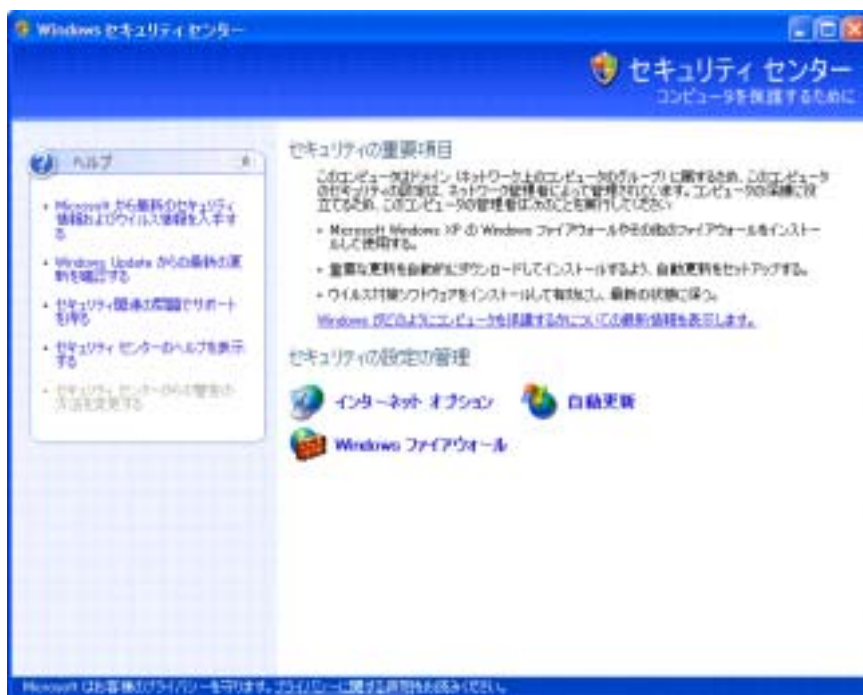 Windows セキュリティ センター
セキュリティ センター
コンピュータを保護するために
ヘルプ
Microsoft から最新のセキュリティ
情報およびウイルス情報を入手す
る
Windows Update からの最新の更
新を確認する
セキュリティ関連の問題でサポート
を得る
セキュリティ センターのヘルプを表示
する
セキュリティ センターからの警告の
方法を変更する
セキュリティの重要項目
このコンピュータはドメイン (ネットワーク上のコンピュータのグループ) に属するため、このコンピュータ
のセキュリティの設定は、ネットワーク管理者によって管理されています。コンピュータの保護に役
立てるため、このコンピュータの管理者は次のことを実行してください:
Microsoft Windows XP の Windows ファイアウォールやその他のファイアウォールをインストー
ルして使用する。
重要な更新を自動的にダウンロードしてインストールするよう、自動更新をセットアップする。
ウイルス対策ソフトウェアをインストールして有効にし、最新の状態に保つ。
Windows がどのようにコンピュータを保護するかについての最新情報を表示します。
セキュリティの設定の管理
インターネット オプション
自動更新
Windows ファイアウォール
Microsoft はお客様のプライバシーを守ります。プライバシーに関する声明をお読みください。